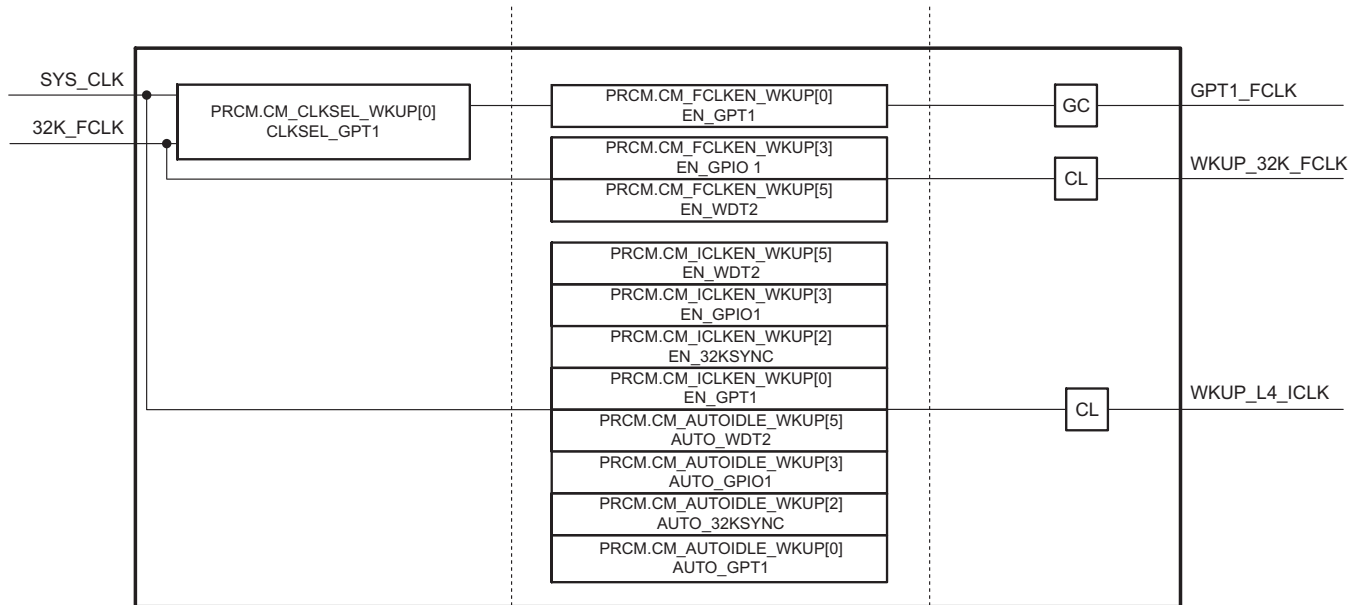 SYS_CLK
32K_FCLK
PRCM.CM_CLKSEL_WKUP[0]
CLKSEL_GPT1
PRCM.CM_FCLKEN_WKUP[0]
EN_GPT1
GC
GPT1_FCLK
PRCM.CM_FCLKEN_WKUP[3]
EN_GPIO 1
PRCM.CM_FCLKEN_WKUP[5]
EN_WDT2
CL
WKUP_32K_FCLK
PRCM.CM_ICLKEN_WKUP[5]
EN_WDT2
PRCM.CM_ICLKEN_WKUP[3]
EN_GPIO1
PRCM.CM_ICLKEN_WKUP[2]
EN_32KSYNC
PRCM.CM_ICLKEN_WKUP[0]
EN_GPT1
PRCM.CM_AUTOIDLE_WKUP[5]
AUTO_WDT2
PRCM.CM_AUTOIDLE_WKUP[3]
AUTO_GPIO1
PRCM.CM_AUTOIDLE_WKUP[2]
AUTO_32KSYNC
PRCM.CM_AUTOIDLE_WKUP[0]
AUTO_GPT1
CL
WKUP_L4_ICLK